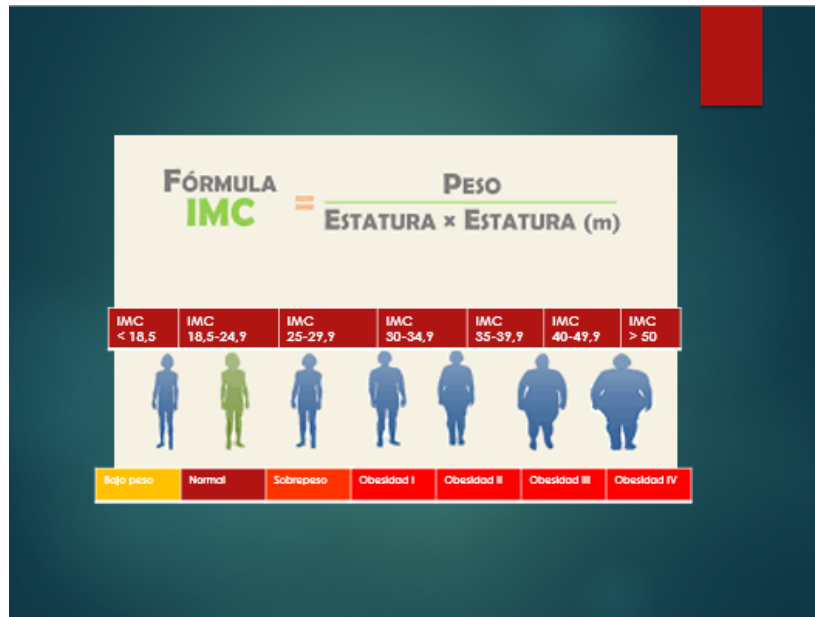 FÓRMULA
IMC
=
PESO
ESTATURA × ESTATURA (m)
IMC IMC IMC IMC IMC IMC IMC
< 18,5 18,5-24,9 25-29,9 30-34,9 35-39,9 40-49,9 > 50
Bajo peso Normal Sobrepeso Obesidad I Obesidad II Obesidad III Obesidad IV